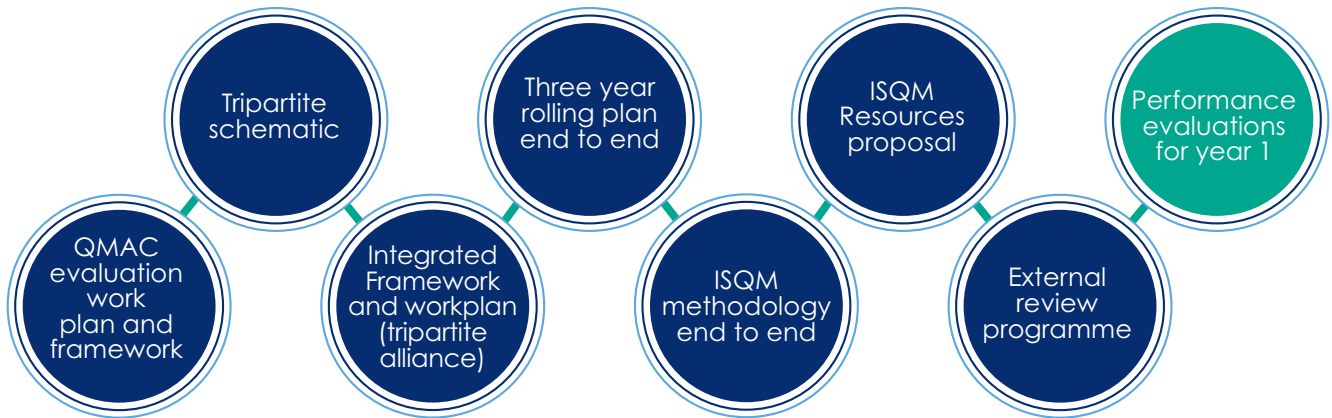 QMAC
evaluation
work
plan and
framework
Tripartite
schematic
Integrated
Framework
and workplan
(tripartite
alliance)
Three year
rolling plan
end to end
ISQM
methodology
end to end
ISQM
Resources
proposal
External
review
programme
Performance
evaluations
for year 1